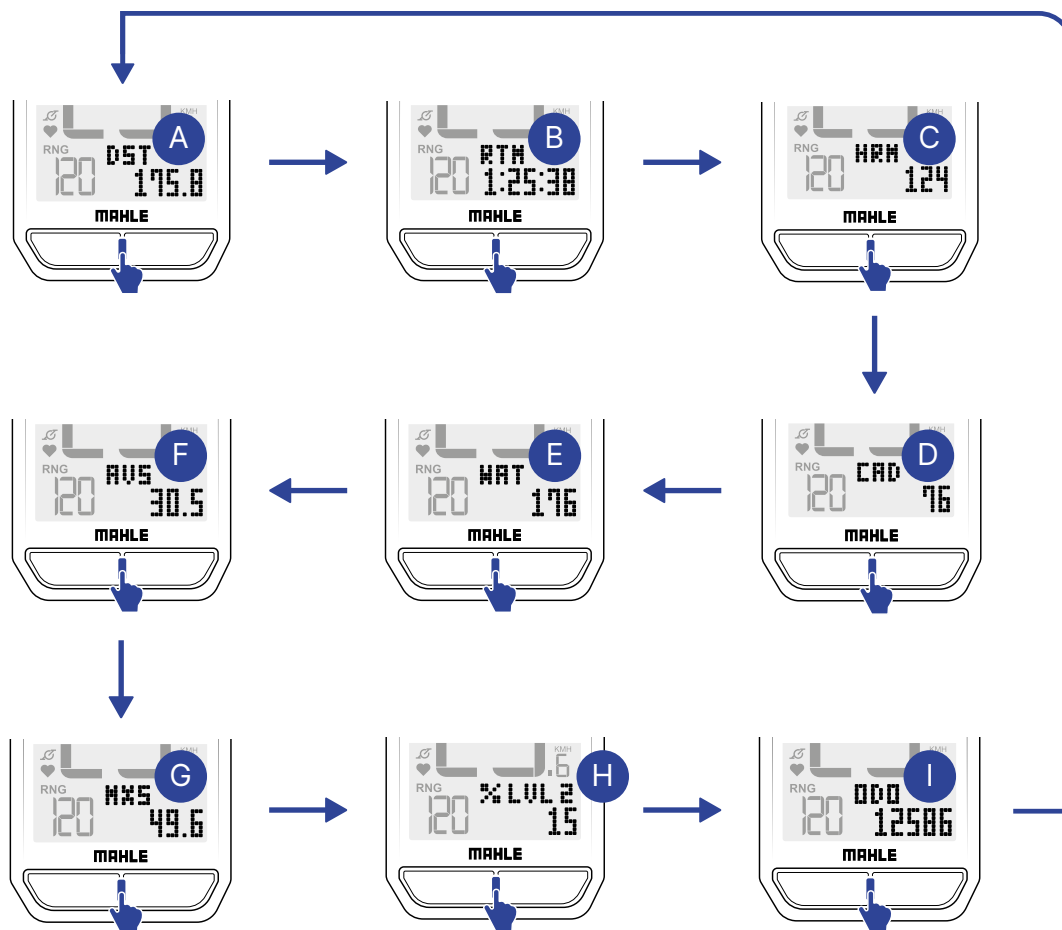 KMH
A
RNG
DST
120
175.8
MAHLE
KMH
B
RNG
RTM
120
1:25:38
MAHLE
KMH
C
RNG
HRM
120
124
MAHLE
KMH
D
RNG
CAD
120
76
MAHLE
KMH
E
RNG
WAT
120
176
MAHLE
KMH
F
RNG
AVS
120
30.5
MAHLE
KMH
G
RNG
MXS
120
49.6
MAHLE
KMH
.6
H
RNG
%LVL2
120
15
MAHLE
KMH
I
RNG
ODO
120
12586
MAHLE